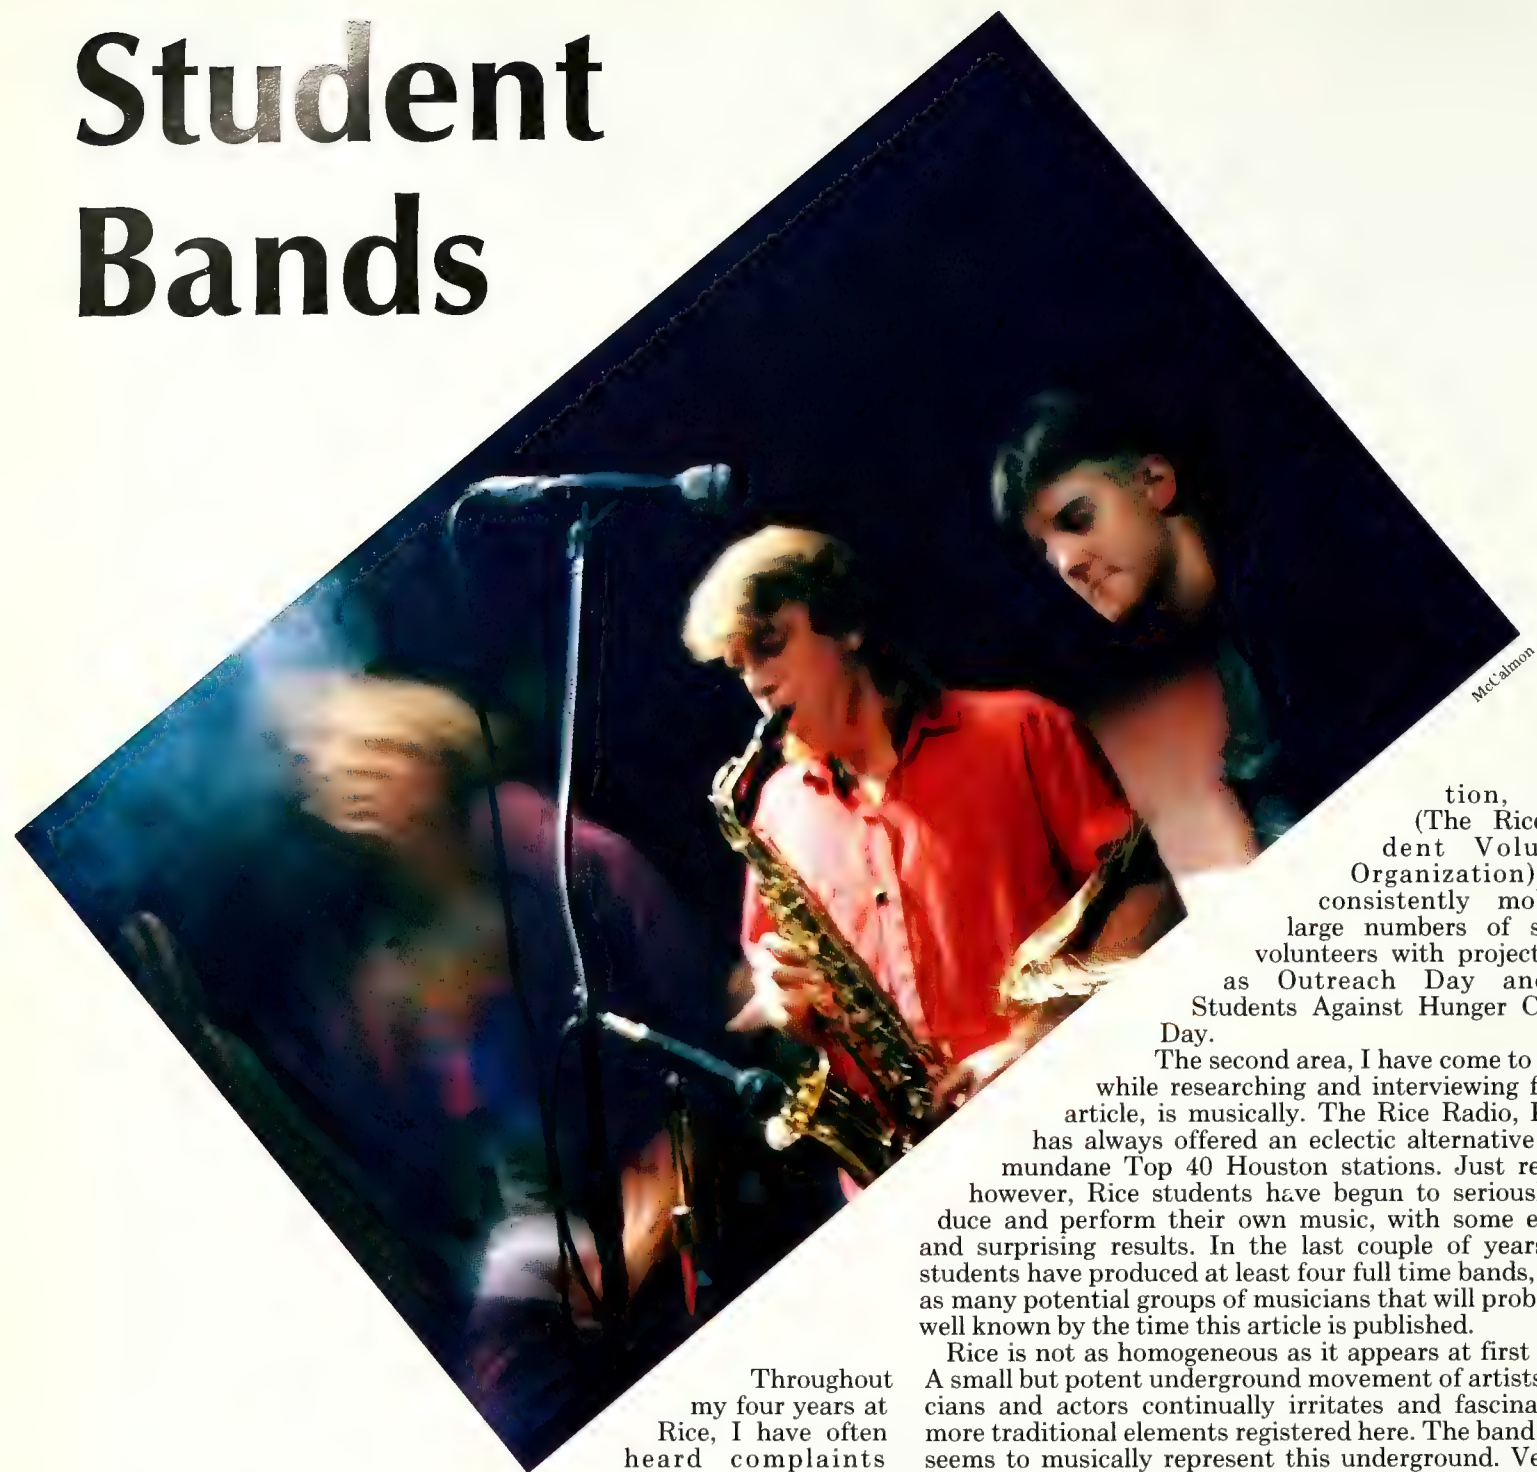 Student
Bands
McCalmon
Throughout
my four years at
Rice, I have often
heard complaints
tion,
(The Rice
dent Volu
Organization)
consistently mo
large numbers of s
volunteers with project
as Outreach Day an
Students Against Hunger C
Day.
The second area, I have come to
while researching and interviewing f
article, is musically. The Rice Radio,
has always offered an eclectic alternative
mundane Top 40 Houston stations. Just re
however, Rice students have begun to serious
duce and perform their own music, with some e
and surprising results. In the last couple of years
students have produced at least four full time bands,
as many potential groups of musicians that will prob
well known by the time this article is published.
Rice is not as homogeneous as it appears at first
A small but potent underground movement of artists
cians and actors continually irritates and fascina
more traditional elements registered here. The band
seems to musically represent this underground. Ve